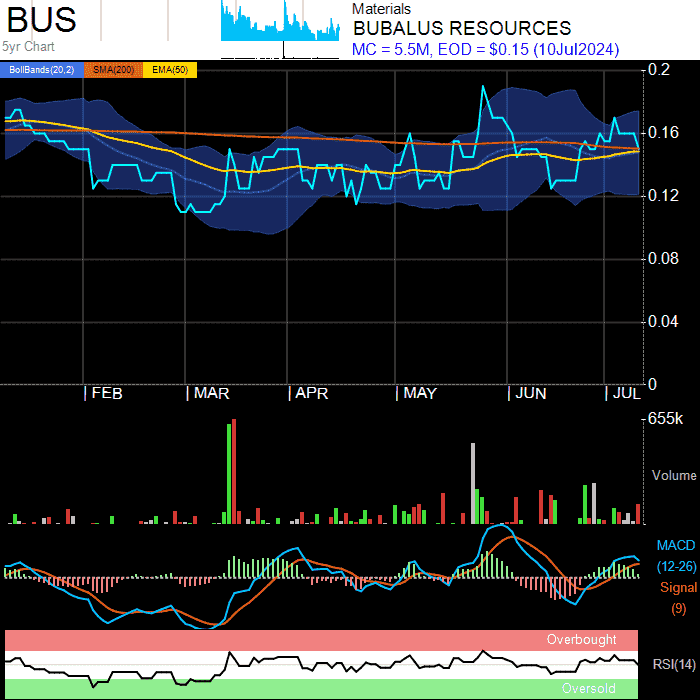 BUS
5yr Chart
Materials
BUBALUS RESOURCES
MC = 5.5M, EOD = $0.15 (10Jul2024)
BollBands(20,2) SMA(200) EMA(50)
0.2
0.16
0.12
0.08
0.04
0
FEB MAR APR MAY JUN JUL
655k
Volume
MACD
(12-26)
Signal
(9)
Overbought
RSI(14)
Oversold